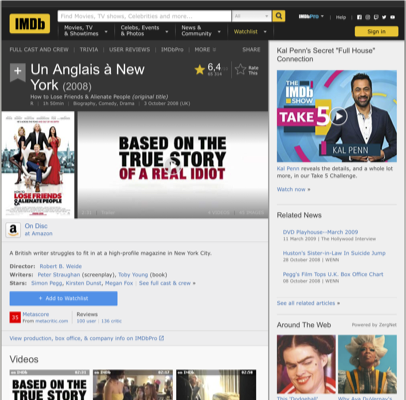 IMDb
Find Movies, TV shows, Celebrities and more...
All
IMDbPro
Help
Movies, TV
& Showtimes
Celebs, Events
& Photos
News &
Community
Watchlist
Sign in
FULL CAST AND CREW | TRIVIA | USER REVIEWS | IMDbPro | MORE
SHARE
Un Anglais à New
York (2008)
6,4
Rate
This
How to Lose Friends & Alienate People (original title)
R | 1h 50min | Biography, Comedy, Drama | 3 October 2008 (UK)
LOSE FRIENDS
& ALIENATE PEOPLE
BASED ON THE
TRUE STORY
OF A REAL IDIOT
On Disc
at Amazon
A British writer struggles to fit in at a high-profile magazine in New York City.
Director: Robert B. Weide
Writers: Peter Straughan (screenplay), Toby Young (book)
Stars: Simon Pegg, Kirsten Dunst, Megan Fox | See full cast & crew »
+ Add to Watchlist
35
Metascore
From metacritic.com
Reviews
100 user | 136 critic
View production, box office, & company info on IMDbPro
Videos
BASED ON THE
TRUE STORY
Kal Penn's Secret "Full House"
Connection
THE
IMDb
SHOW
TAKE 5
KAL PENN
Kal Penn reveals the details, and a whole lot
more, in our Take 5 Challenge.
Watch now »
Related News
DVD Playhouse--March 2009
11 March 2009 | The Hollywood Interview
Huston's Sister-in-Law In Suicide Jump
28 October 2008 | WENN
Pegg's Film Tops U.K. Box Office Chart
08 October 2008 | WENN
See all related articles »
Around The Web
Powered by ZergNet